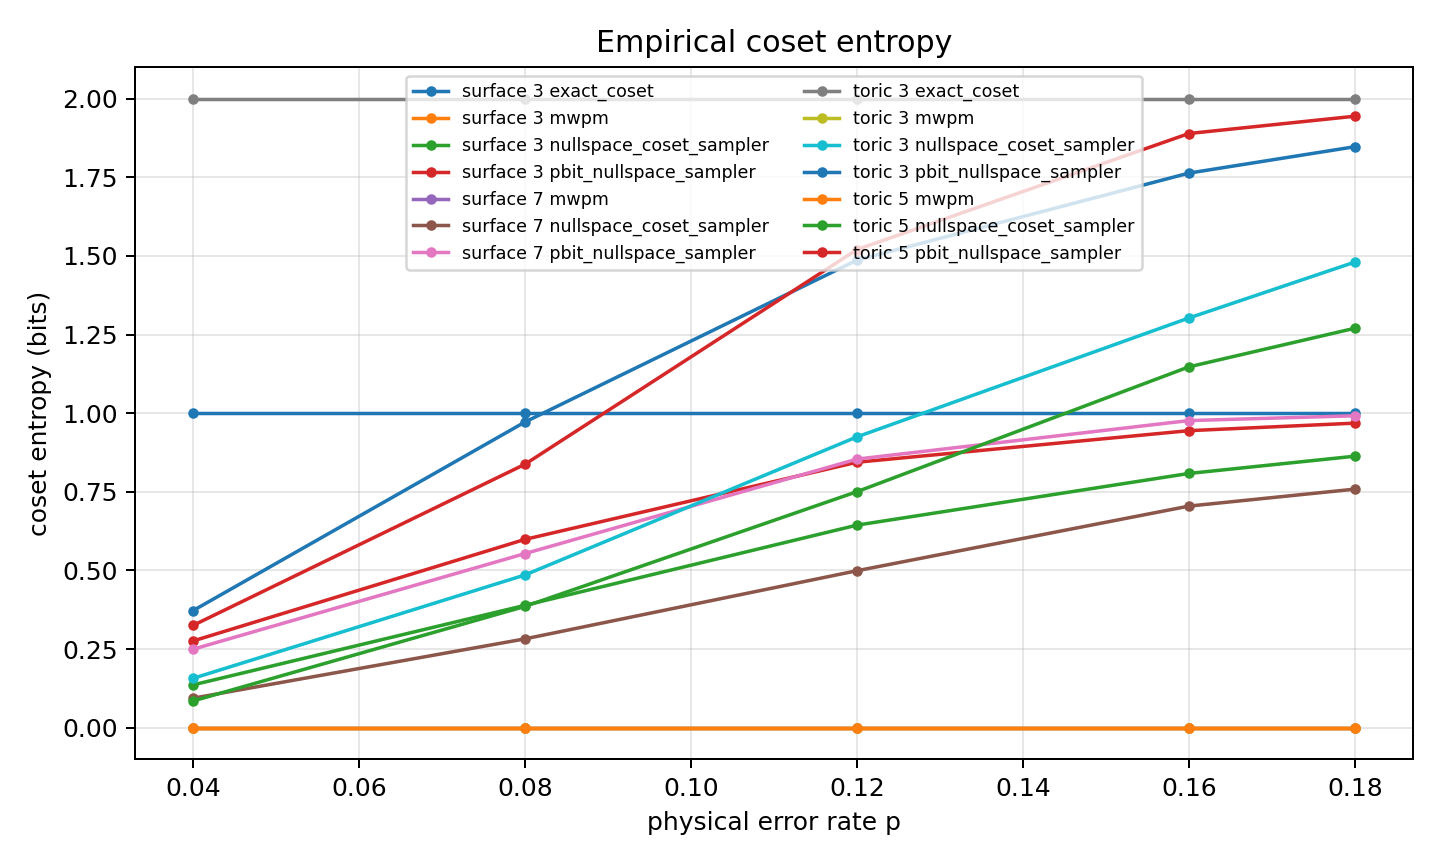 Empirical coset entropy
surface 3 exact_coset
surface 3 mwpm
surface 3 nullspace_coset_sampler
surface 3 pbit_nullspace_sampler
surface 7 mwpm
surface 7 nullspace_coset_sampler
surface 7 pbit_nullspace_sampler
toric 3 exact_coset
toric 3 mwpm
toric 3 nullspace_coset_sampler
toric 3 pbit_nullspace_sampler
toric 5 mwpm
toric 5 nullspace_coset_sampler
toric 5 pbit_nullspace_sampler
coset entropy (bits)
2.00
1.75
1.50
1.25
1.00
0.75
0.50
0.25
0.00
0.04 0.06 0.08 0.10 0.12 0.14 0.16 0.18
physical error rate p